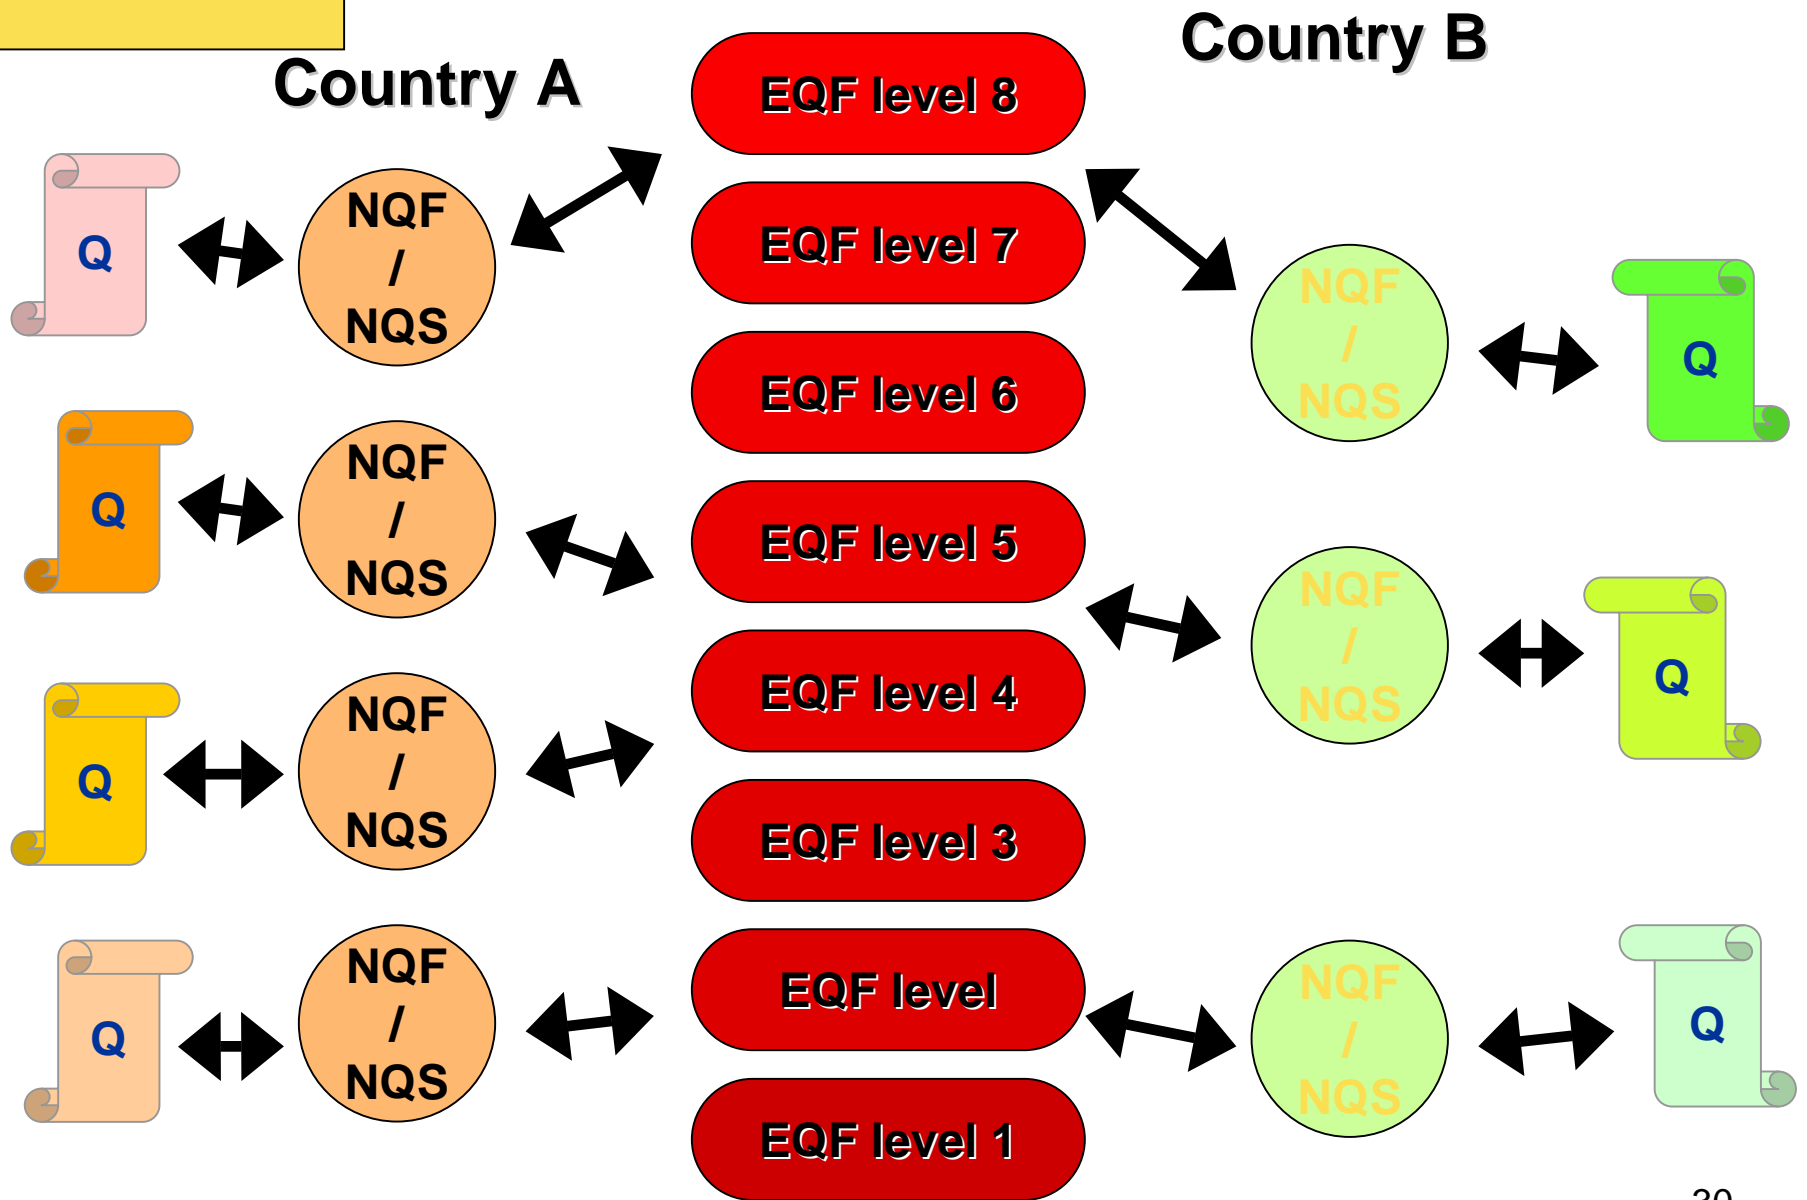 Country A
Country B
EQF level 8
EQF level 7
EQF level 6
EQF level 5
EQF level 4
EQF level 3
EQF level
EQF level 1
Q
NQF
/
NQS
Q
NQF
/
NQS
Q
NQF
/
NQS
Q
NQF
/
NQS
NQF
/
NQS
Q
NQF
/
NQS
Q
NQF
/
NQS
Q
30